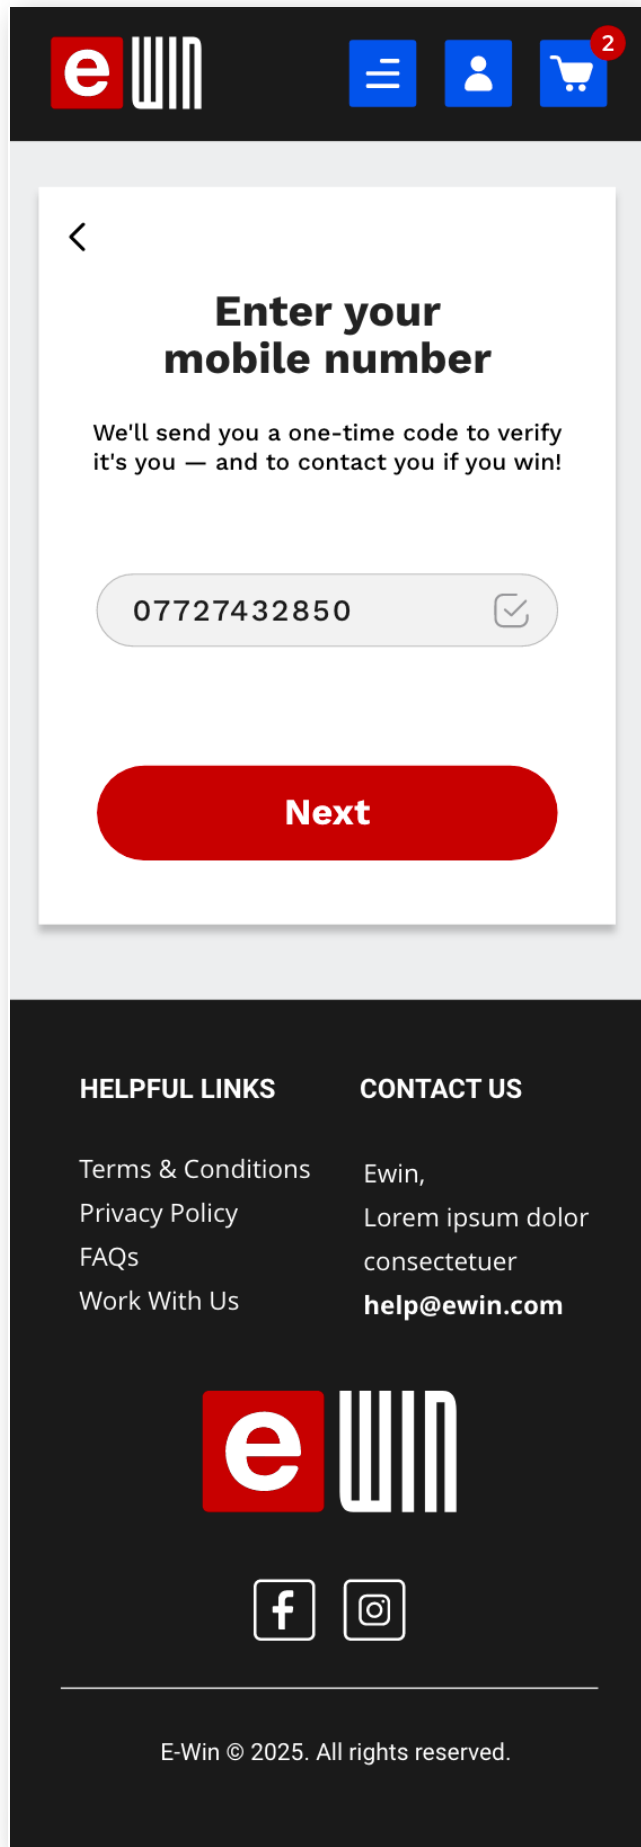 e WIN
2
Enter your
mobile number
We'll send you a one-time code to verify
it's you — and to contact you if you win!
07727432850
Next
HELPFUL LINKS
Terms & Conditions
Privacy Policy
FAQs
Work With Us
CONTACT US
Ewin,
Lorem ipsum dolor
consectetuer
help@ewin.com
e WIN
E-Win © 2025. All rights reserved.